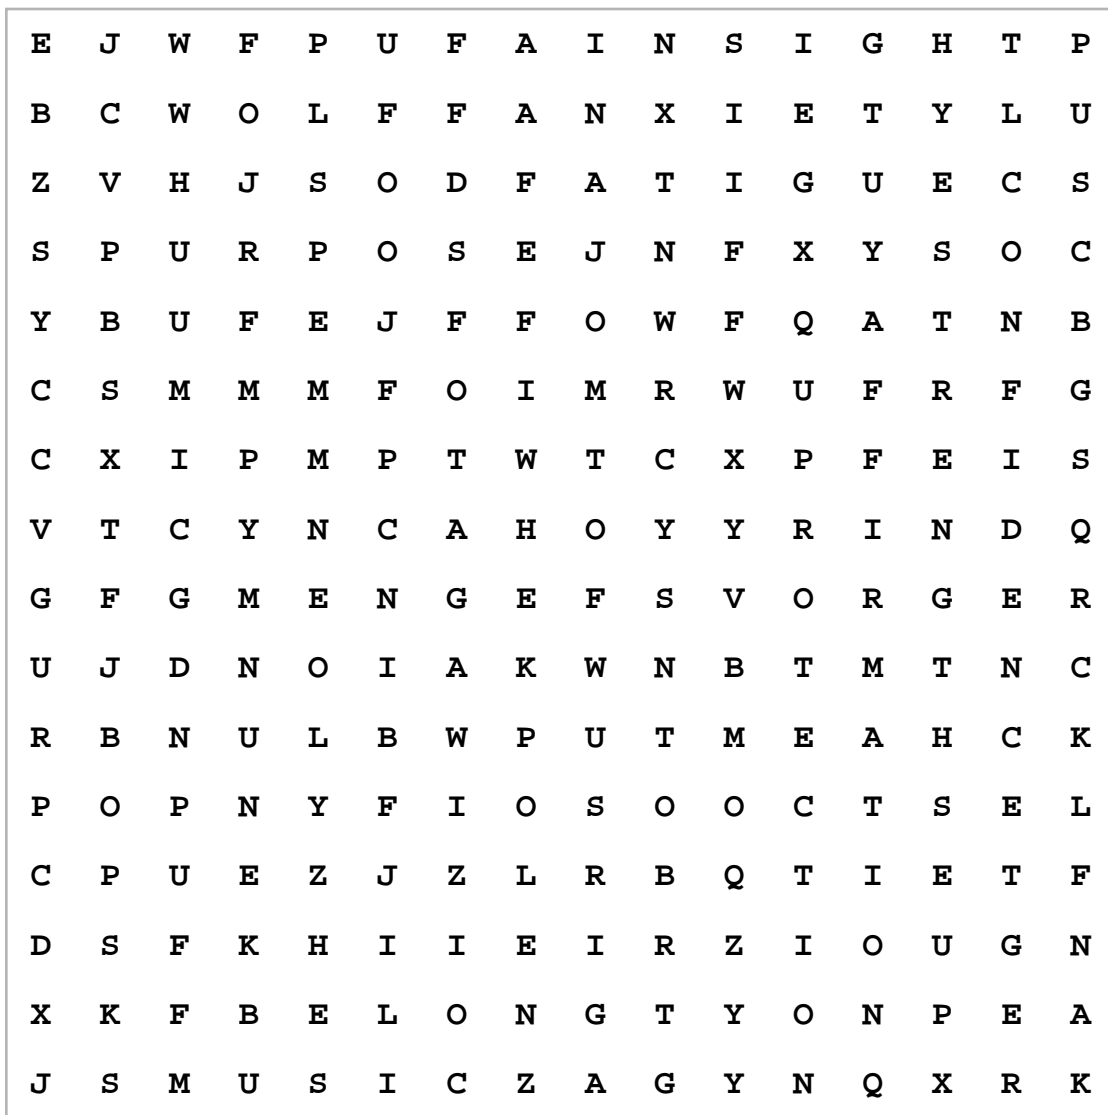 E J W F P U F A I N S I G H T P
B C W O L F F A N X I E T Y L U
Z V H J S O D F A T I G U E C S
S P U R P O S E J N F X Y S O C
Y B U F E J F F O W F Q A T N B
C S M M M F O I M R W U F R F G
C X I P M P T W T C X P F E I S
V T C Y N C A H O Y Y R I N D Q
G F G M E N G E F S V O R G E R
U J D N O I A K W N B T M T N C
R B N U L B W P U T M E A H C K
P O P N Y F I O S O O C T S E L
C P U E Z J Z L R B Q T I E T F
D S F K H I I E I R Z I O U G N
X K F B E L O N G T Y O N P E A
J S M U S I C Z A G Y N Q X R K